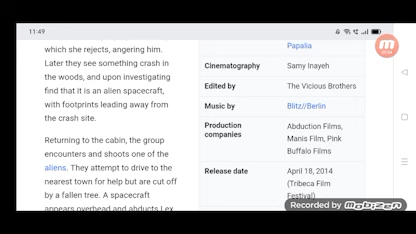 11:49
which she rejects, angering him.
Later they see something crash in
the woods, and upon investigating
find that it is an alien spacecraft,
with footprints leading away from
the crash site.
Returning to the cabin, the group
encounters and shoots one of the
aliens. They attempt to drive to the
nearest town for help but are cut off
by a fallen tree. A spacecraft
appears overhead and abducts Lex
Papalia
Cinematography Samy Inayeh
Edited by The Vicious Brothers
Music by Blitz//Berlin
Production companies Abduction Films,
Manis Film, Pink
Buffalo Films
Release date April 18, 2014
(Tribeca Film
Festival)
Recorded by Mobizen